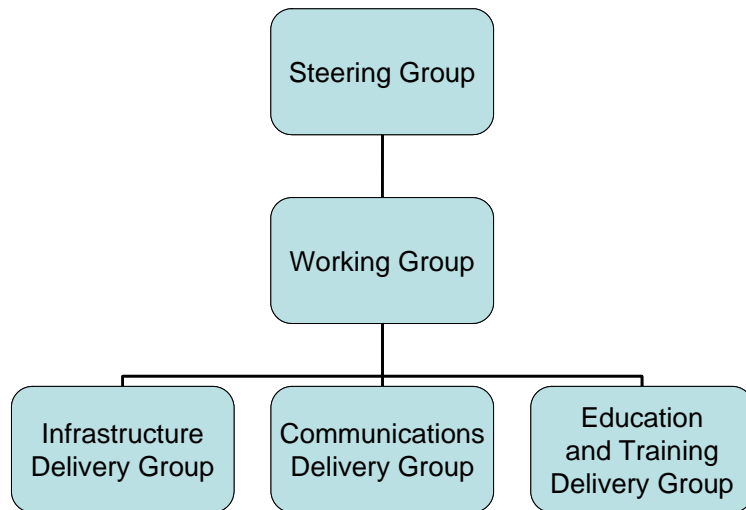 Steering Group
Working Group
Infrastructure
Delivery Group
Communications
Delivery Group
Education
and Training
Delivery Group